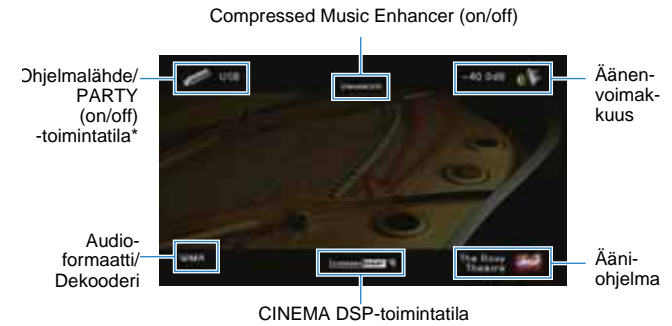 Compressed Music Enhancer (on/off)
Ohjelmalähde/
PARTY
(on/off)
-toimintatila*
USB
ENHANCER
-40.0dB
Äänen-
voimak-
kuus
Audio-
formaatti/
Dekooderi
WMA
The Roxy
Theatre
Ääni-
ohjelma
CINEMA DSP-toimintatila